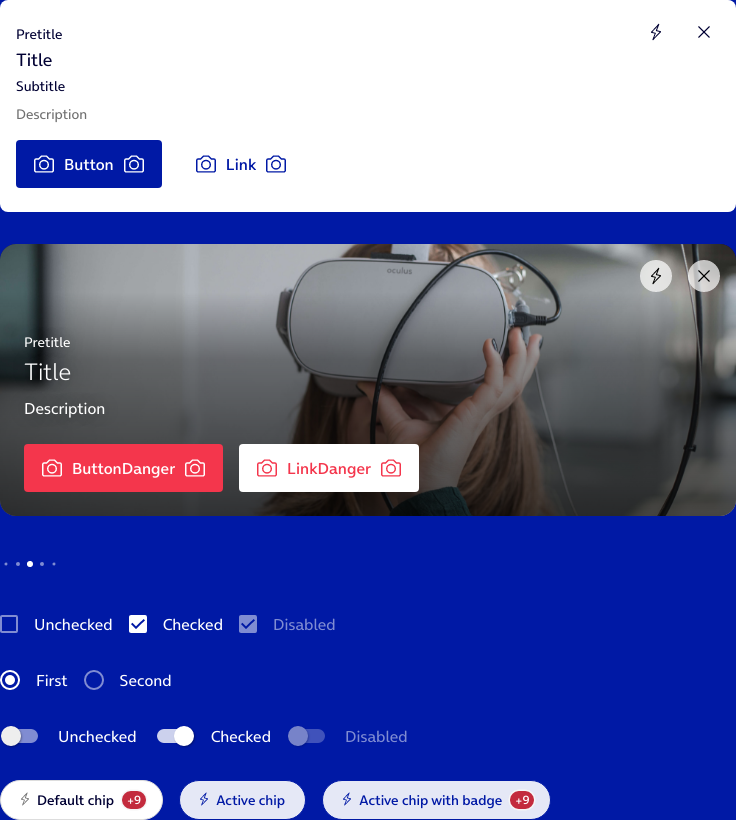 Pretitle
Title
Subtitle
Description
Button
Link
oculus
Pretitle
Title
Description
ButtonDanger
LinkDanger
Unchecked
Checked
Disabled
First
Second
Unchecked
Checked
Disabled
Default chip +9
Active chip
Active chip with badge +9